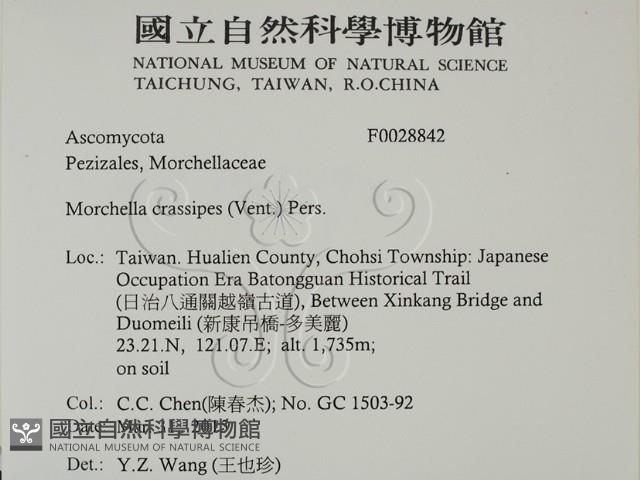 國立自然科學博物館
NATIONAL MUSEUM OF NATURAL SCIENCE
TAICHUNG, TAIWAN, R.O.CHINA
Ascomycota F0028842
Pezizales, Morchellaceae
Morchella crassipes (Vent.) Pers.
Loc.: Taiwan. Hualien County, Chohsi Township: Japanese
Occupation Era Batongguan Historical Trail
(日治八通關越嶺古道), Between Xinkang Bridge and
Duomeili (新康吊橋-多美麗)
23.21.N, 121.07.E; alt. 1,735m;
on soil
Col.: C.C. Chen(陳春杰); No. GC 1503-92
國立自然科學博物館
NATIONAL MUSEUM OF NATURAL SCIENCE
Det.: Y.Z. Wang (王也珍)